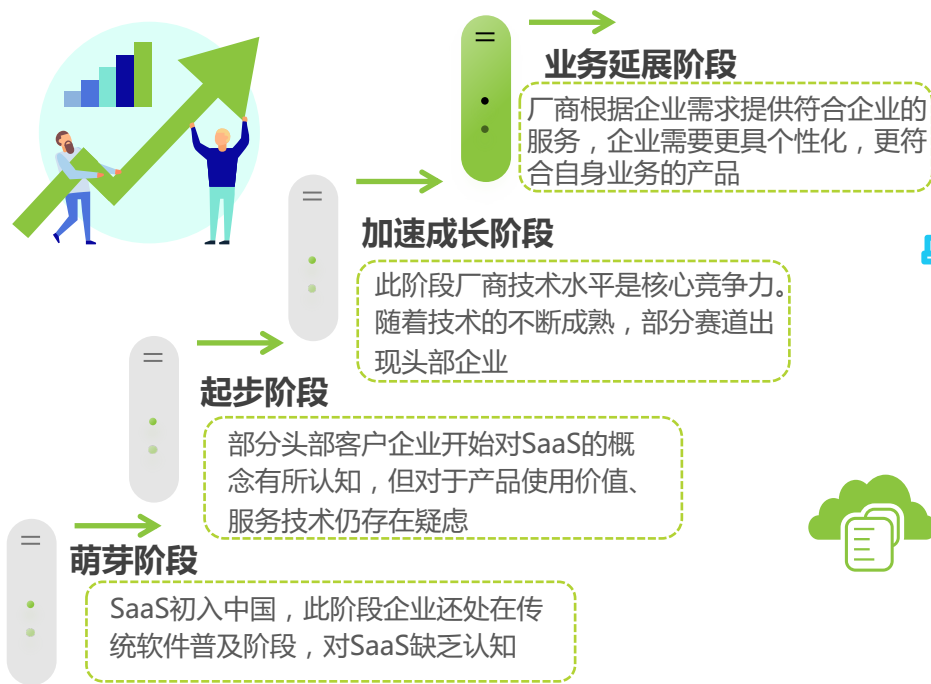 业务延展阶段
厂商根据企业需求提供符合企业的
服务，企业需要更具个性化，更符
合自身业务的产品
加速成长阶段
此阶段厂商技术水平是核心竞争力。
随着技术的不断成熟，部分赛道出
现头部企业
起步阶段
部分头部客户企业开始对SaaS的概
念有所认知，但对于产品使用价值、
服务技术仍存在疑虑
萌芽阶段
SaaS初入中国，此阶段企业还处在传
统软件普及阶段，对SaaS缺乏认知